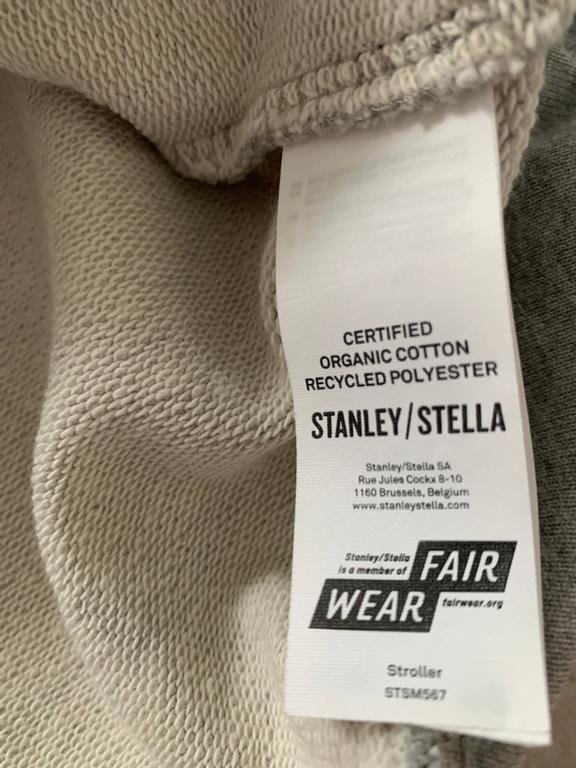 CERTIFIED
ORGANIC COTTON
RECYCLED POLYESTER
STANLEY/STELLA
Stanley/Stella SA
Rue Jules Cockx 8-10
1160 Brussels, Belgium
www.stanleystella.com
Stanley/Stella
is a member of
FAIR
WEAR
fairwear.org
Stroller
STSM567